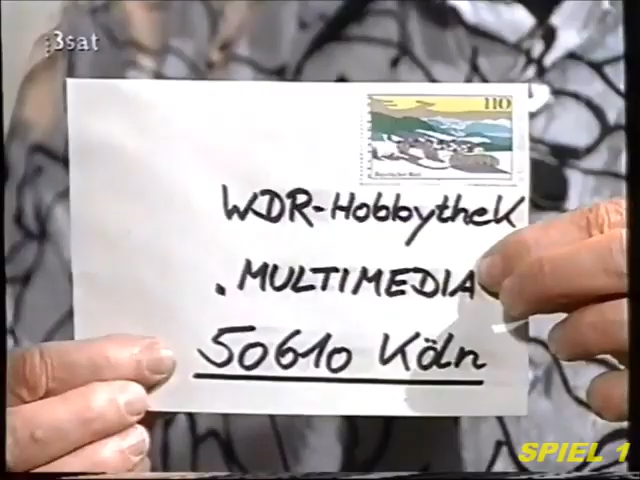 3sat
110
WDR-Hobbythek
. MULTIMEDIA
50610 Köln
SPIEL 1